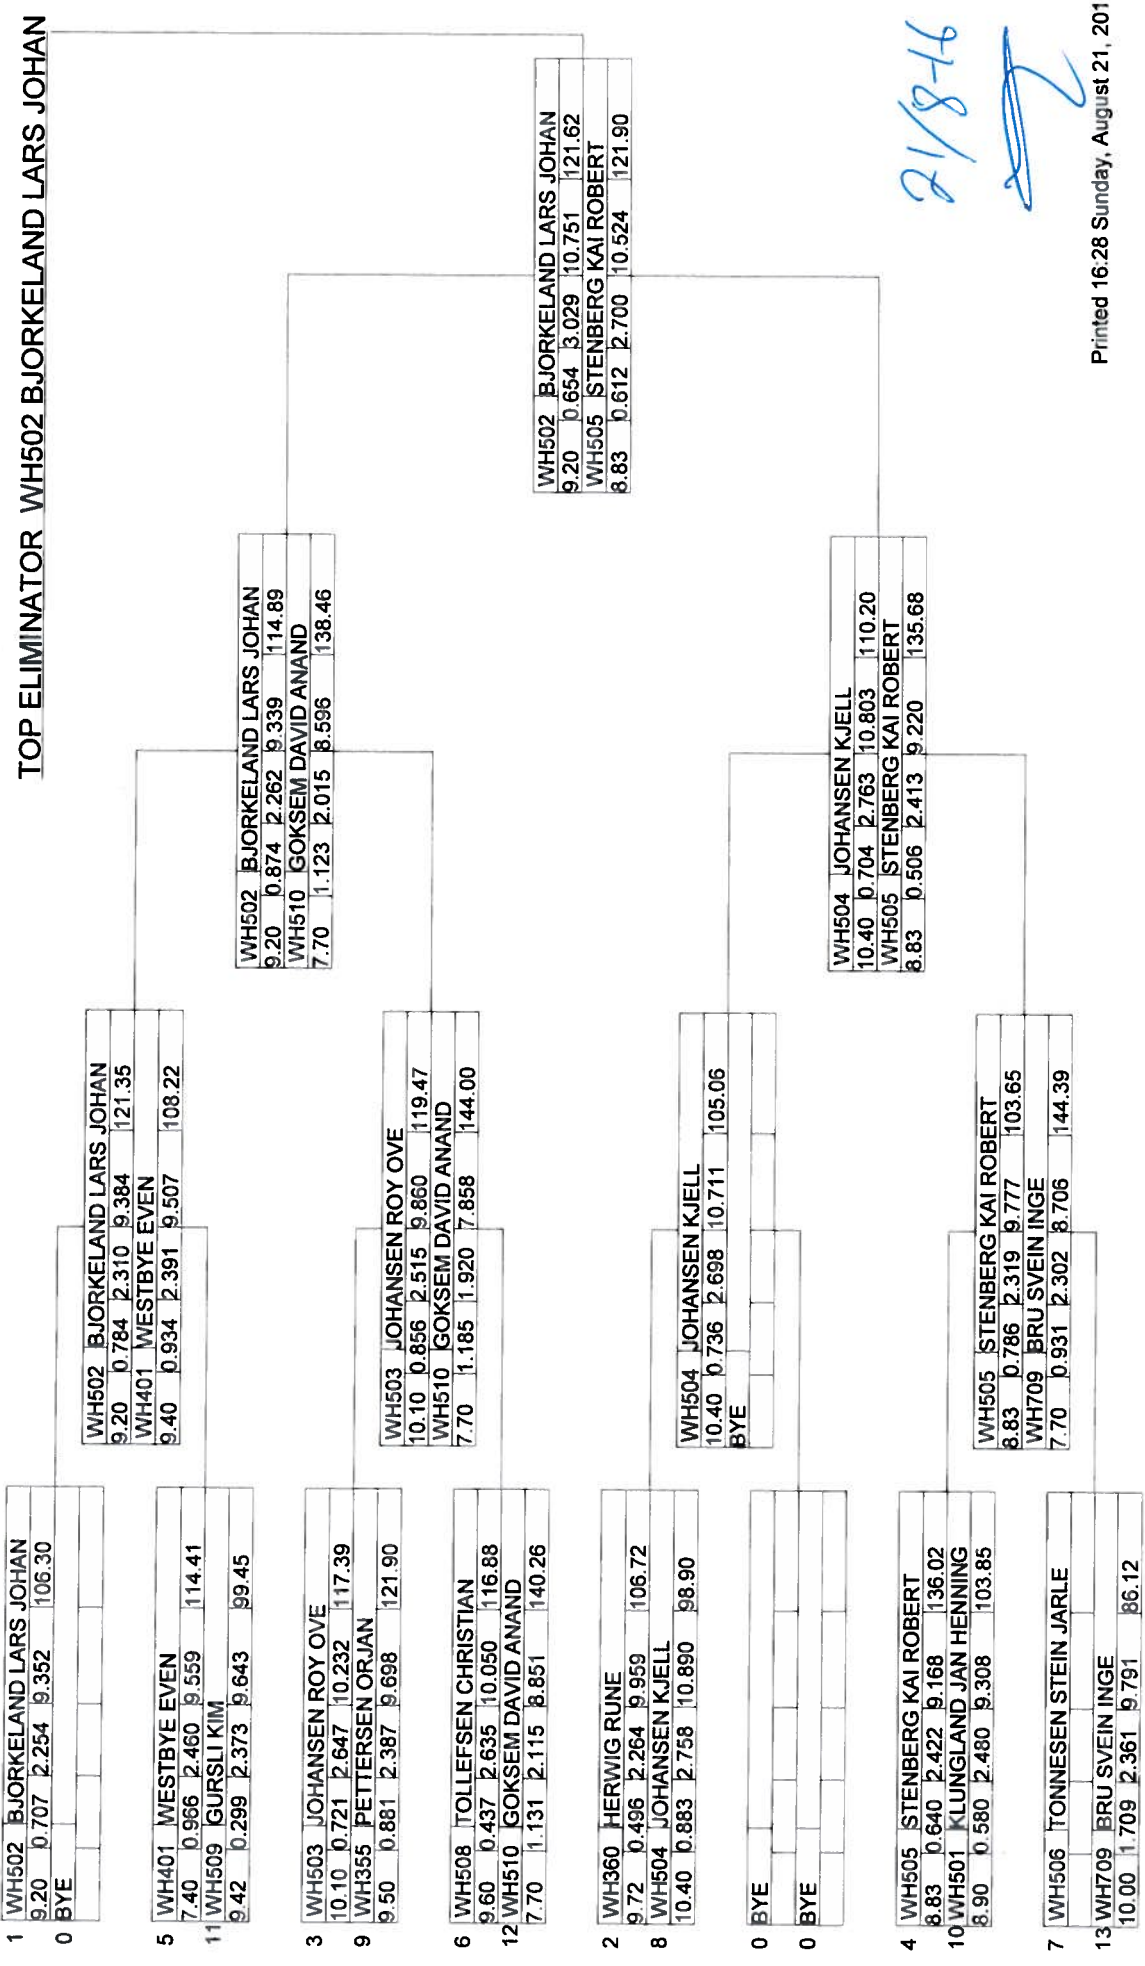 TOP ELIMINATOR WH502 BJORKELAND LARS JOHAN
1 WH502 BJORKELAND LARS JOHAN
9.20 0.707 2.254 9.352 106.30
0 BYE
5 WH401 WESTBYE EVEN
7.40 0.966 2.460 9.559 114.41
11 WH509 GURSLI KIM
9.42 0.299 2.373 9.643 99.45
3 WH503 JOHANSEN ROY OVE
10.10 0.721 2.647 10.232 117.39
9 WH355 PETTERSEN ORJAN
9.50 0.881 2.387 9.698 121.90
6 WH508 TOLLEFSEN CHRISTIAN
9.60 0.437 2.635 10.050 116.88
12 WH510 GOKSEM DAVID ANAND
7.70 1.131 2.115 8.851 140.26
2 WH360 HERWIG RUNE
9.72 0.496 2.264 9.959 106.72
8 WH504 JOHANSEN KJELL
10.40 0.883 2.758 10.890 98.90
0 BYE
0 BYE
4 WH505 STENBERG KAI ROBERT
8.83 0.640 2.422 9.168 136.02
10 WH501 KLUNGLAND JAN HENNING
8.90 0.580 2.480 9.308 103.85
7 WH506 TONNESEN STEIN JARLE
13 WH709 BRU SVEIN INGE
10.00 1.709 2.361 9.791 86.12
WH502 BJORKELAND LARS JOHAN
9.20 0.784 2.310 9.384 121.35
WH401 WESTBYE EVEN
9.40 0.934 2.391 9.507 108.22
WH503 JOHANSEN ROY OVE
10.10 0.856 2.515 9.860 119.47
WH510 GOKSEM DAVID ANAND
7.70 1.185 1.920 7.858 144.00
WH504 JOHANSEN KJELL
10.40 0.736 2.698 10.711 105.06
BYE
WH505 STENBERG KAI ROBERT
8.83 0.786 2.319 9.777 103.65
WH709 BRU SVEIN INGE
7.70 0.931 2.302 8.706 144.39
WH502 BJORKELAND LARS JOHAN
9.20 0.874 2.262 9.339 114.89
WH510 GOKSEM DAVID ANAND
7.70 1.123 2.015 8.596 138.46
WH504 JOHANSEN KJELL
10.40 0.704 2.763 10.803 110.20
WH505 STENBERG KAI ROBERT
8.83 0.506 2.413 9.220 135.68
WH502 BJORKELAND LARS JOHAN
9.20 0.654 3.029 10.751 121.62
WH505 STENBERG KAI ROBERT
8.83 0.612 2.700 10.524 121.90
21/8-16
Printed 16:28 Sunday, August 21, 201